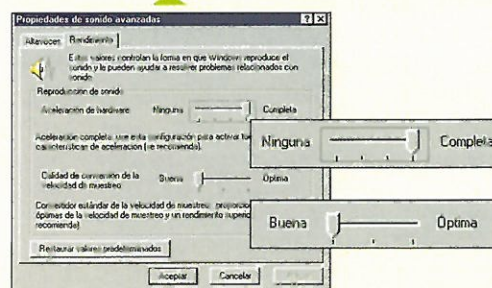 Propiedades de sonido avanzadas
Altavoces Rendimiento
Estos valores controlan la forma en que Windows reproduce el
sonido y le pueden ayudar a resolver problemas relacionados con
sonido.
Reproducción de sonido
Aceleración de hardware Ninguna Completa
Aceleración completa: use esta configuración para activar
características de aceleración (se recomienda).
Ninguna Completa
Calidad de conversión de la
velocidad de muestreo: Buena Óptima
Convertidor estándar de la velocidad de muestreo: proporcio
óptimos de la velocidad de muestreo y un rendimiento superio
recomienda)
Buena Óptima
Restaurar valores predeterminados
Aceptar Cancelar